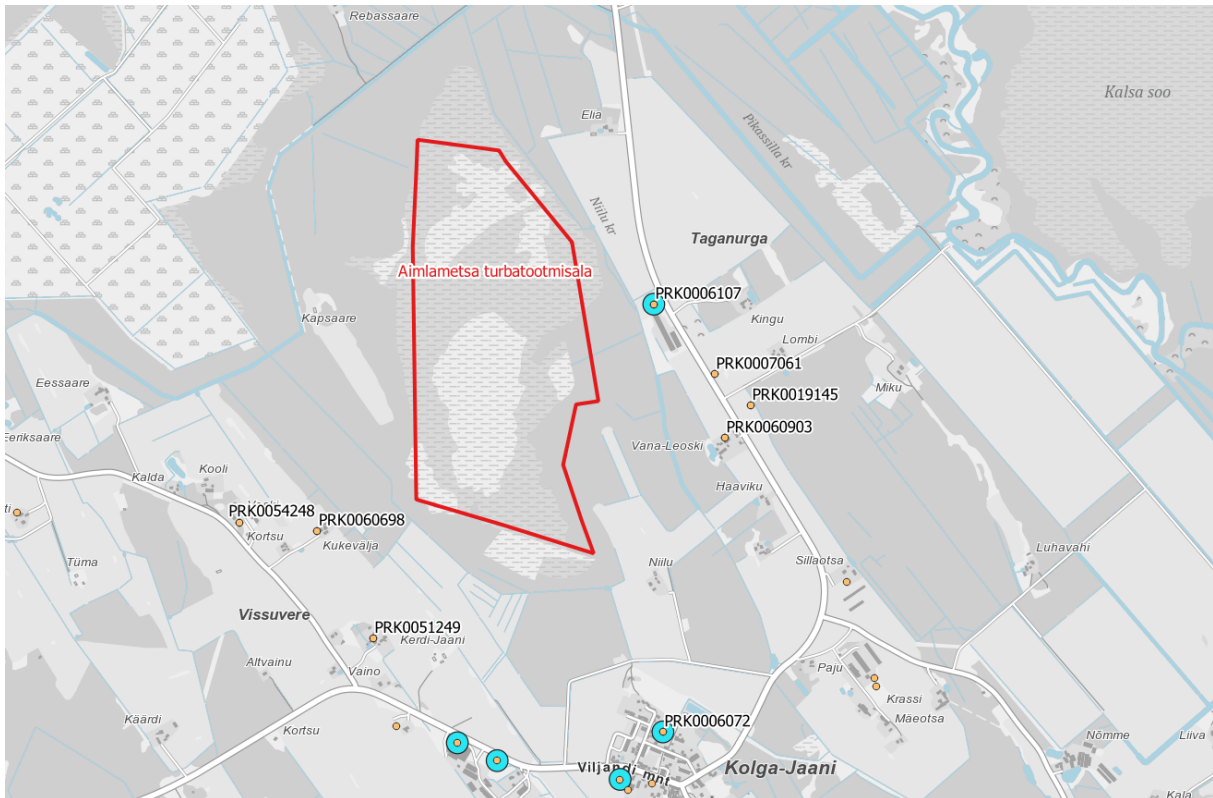 Rebassaare
Kalsa soo
Elia
Pikassilla kr
Niilu kr
Taganurga
Aimlametsa turbatootmisala
PRK0006107
Kapsaare
Kingu
Lombi
PRK0007061
Eessaare
Miku
PRK0019145
Eeriksaare
PRK0060903
Vana-Leoski
Kooli
Kalda
Haaviku
PRK0054248
PRK0060698
Kortsu
Kukevälja
Luhavahi
Tüma
Niilu
Sillaotsa
Vissuvere
PRK0051249
Kerdi-Jaani
Altvainu
Vaino
Paju
Krassi
Käärdi
Mäeotsa
PRK0006072
Kortsu
Nõmme
Liiva
Viljandi mnt
Kolga-Jaani
Kala